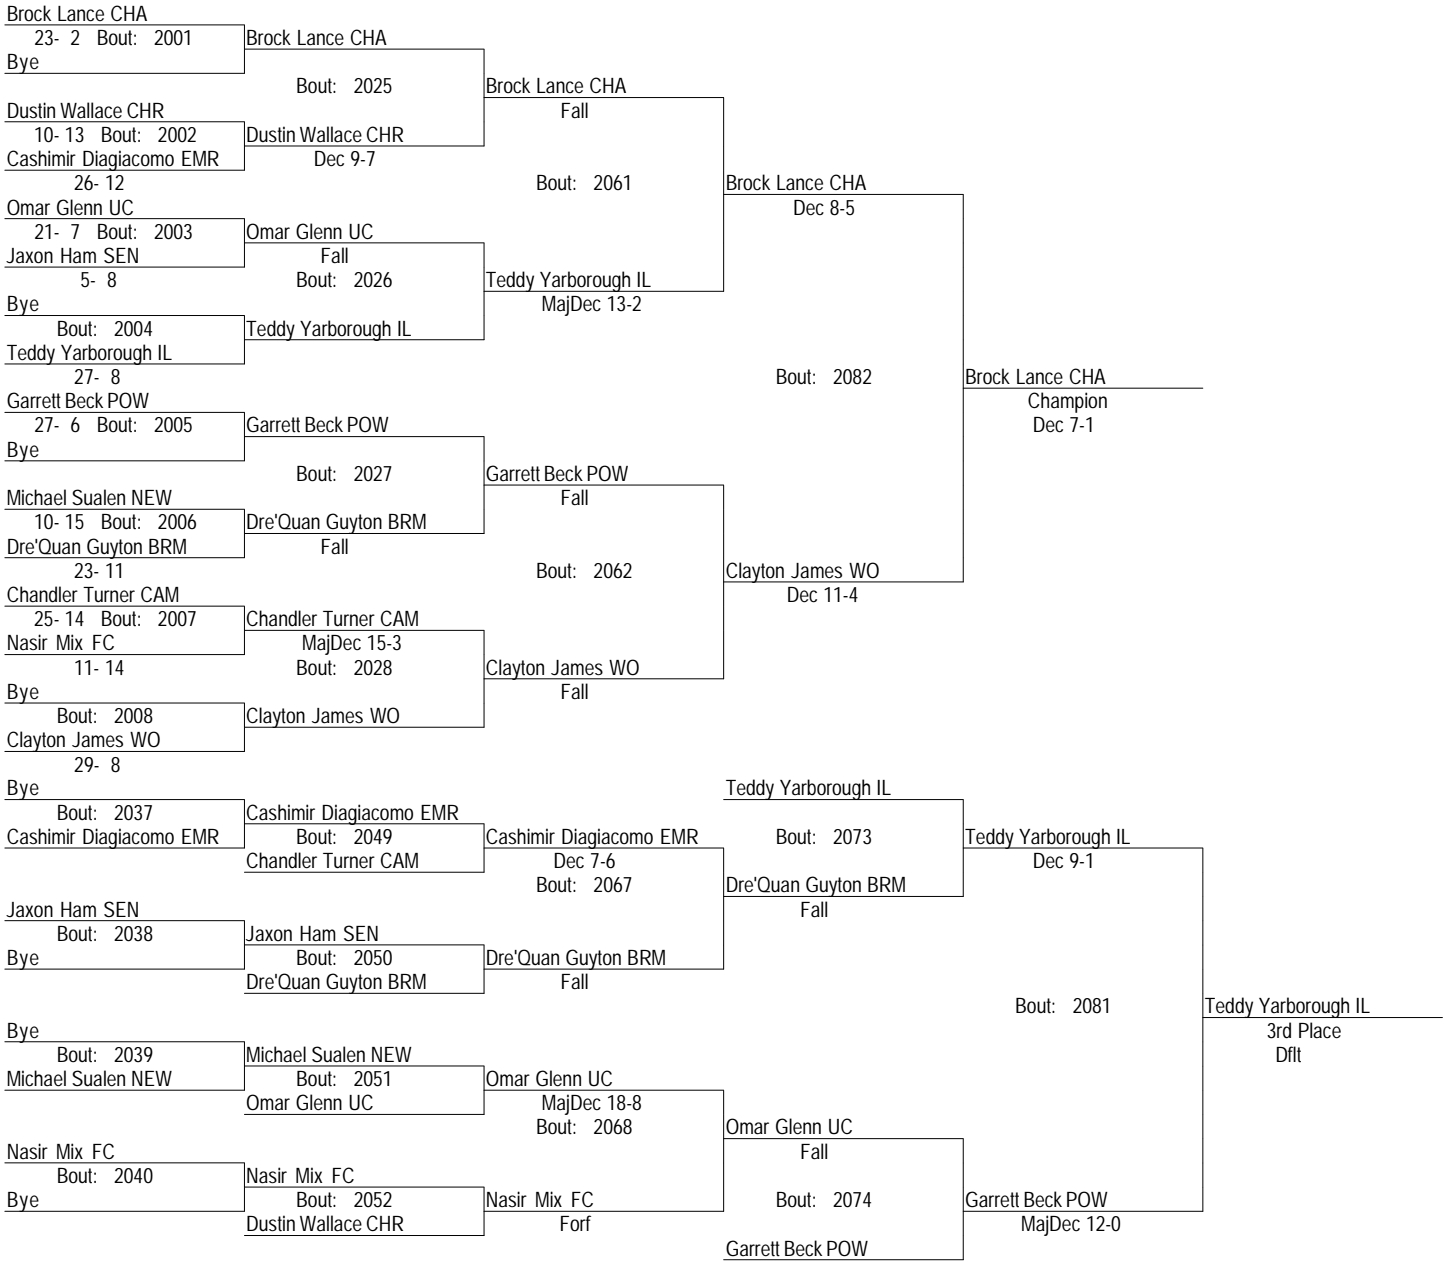 Brock Lance CHA
23- 2 Bout: 2001
Brock Lance CHA
Bye
Bout: 2025
Brock Lance CHA
Dustin Wallace CHR
Fall
10- 13 Bout: 2002
Dustin Wallace CHR
Cashimir Diagiacomo EMR
Dec 9-7
26- 12
Bout: 2061
Brock Lance CHA
Omar Glenn UC
Dec 8-5
21- 7 Bout: 2003
Omar Glenn UC
Jaxon Ham SEN
Fall
5- 8
Bout: 2026
Teddy Yarborough IL
Bye
MajDec 13-2
Bout: 2004
Teddy Yarborough IL
Teddy Yarborough IL
27- 8
Bout: 2082
Brock Lance CHA
Garrett Beck POW
Champion
27- 6 Bout: 2005
Garrett Beck POW
Dec 7-1
Bye
Bout: 2027
Garrett Beck POW
Michael Sualen NEW
Fall
10- 15 Bout: 2006
Dre'Quan Guyton BRM
Dre'Quan Guyton BRM
Fall
23- 11
Bout: 2062
Clayton James WO
Chandler Turner CAM
Dec 11-4
25- 14 Bout: 2007
Chandler Turner CAM
Nasir Mix FC
MajDec 15-3
11- 14
Bout: 2028
Clayton James WO
Bye
Fall
Bout: 2008
Clayton James WO
Clayton James WO
29- 8
Bye
Teddy Yarborough IL
Bout: 2037
Cashimir Diagiacomo EMR
Cashimir Diagiacomo EMR
Bout: 2049
Cashimir Diagiacomo EMR
Bout: 2073
Teddy Yarborough IL
Chandler Turner CAM
Dec 7-6
Dec 9-1
Bout: 2067
Dre'Quan Guyton BRM
Jaxon Ham SEN
Fall
Bout: 2038
Jaxon Ham SEN
Bye
Bout: 2050
Dre'Quan Guyton BRM
Dre'Quan Guyton BRM
Fall
Bout: 2081
Teddy Yarborough IL
Bye
3rd Place
Bout: 2039
Michael Sualen NEW
Dflt
Michael Sualen NEW
Bout: 2051
Omar Glenn UC
Omar Glenn UC
MajDec 18-8
Bout: 2068
Omar Glenn UC
Nasir Mix FC
Fall
Bout: 2040
Nasir Mix FC
Bye
Bout: 2052
Nasir Mix FC
Bout: 2074
Garrett Beck POW
Dustin Wallace CHR
Forf
MajDec 12-0
Garrett Beck POW